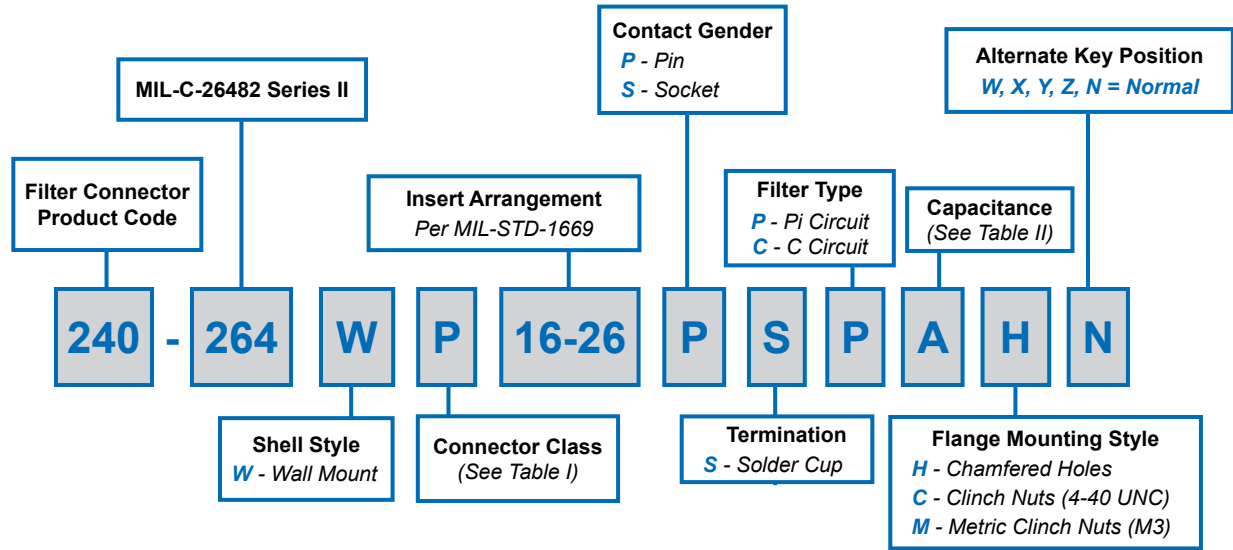 Contact Gender
P - Pin
S - Socket
Alternate Key Position
W, X, Y, Z, N = Normal
MIL-C-26482 Series II
Filter Connector
Product Code
Insert Arrangement
Per MIL-STD-1669
Filter Type
P - Pi Circuit
C - C Circuit
Capacitance
(See Table II)
240 - 264 W P 16-26 P S P A H N
Shell Style
W - Wall Mount
Connector Class
(See Table I)
Termination
S - Solder Cup
Flange Mounting Style
H - Chamfered Holes
C - Clinch Nuts (4-40 UNC)
M - Metric Clinch Nuts (M3)